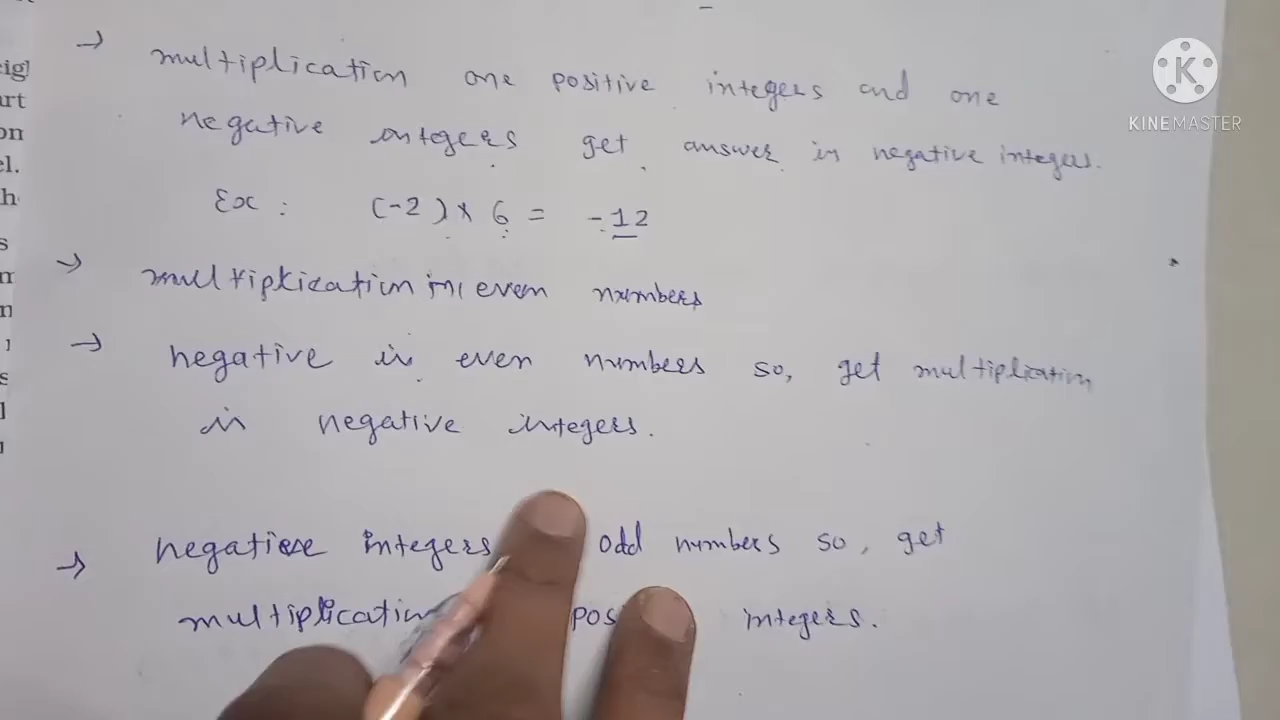 → multiplication one positive integers and one
negative integers get answer in negative integers.
Ex : (-2) × 6 = -12
→ multiplication in even numbers
→ negative in even numbers so, get multiplication
in negative integers.
→ negative integers odd numbers so, get
multiplication integers.
KINEMASTER